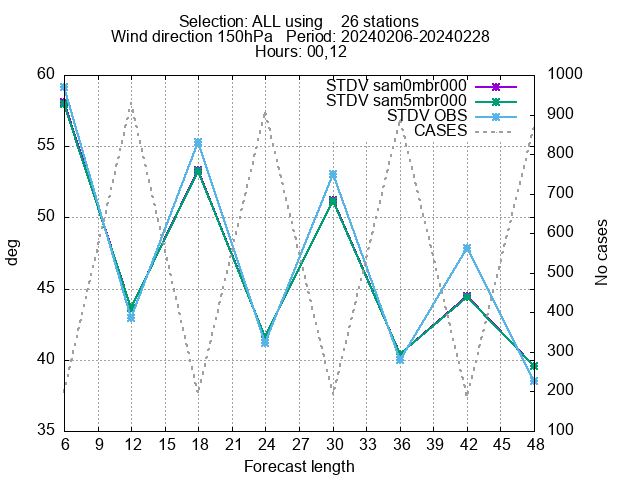 Selection: ALL using    26 stations
Wind direction 150hPa   Period: 20240206-20240228
Hours: 00,12
STDV sam0mbr000
STDV sam5mbr000
STDV OBS
CASES
60
55
50
45
40
35
deg
1000
900
800
700
600
500
400
300
200
100
No cases
6 9 12 15 18 21 24 27 30 33 36 39 42 45 48
Forecast length